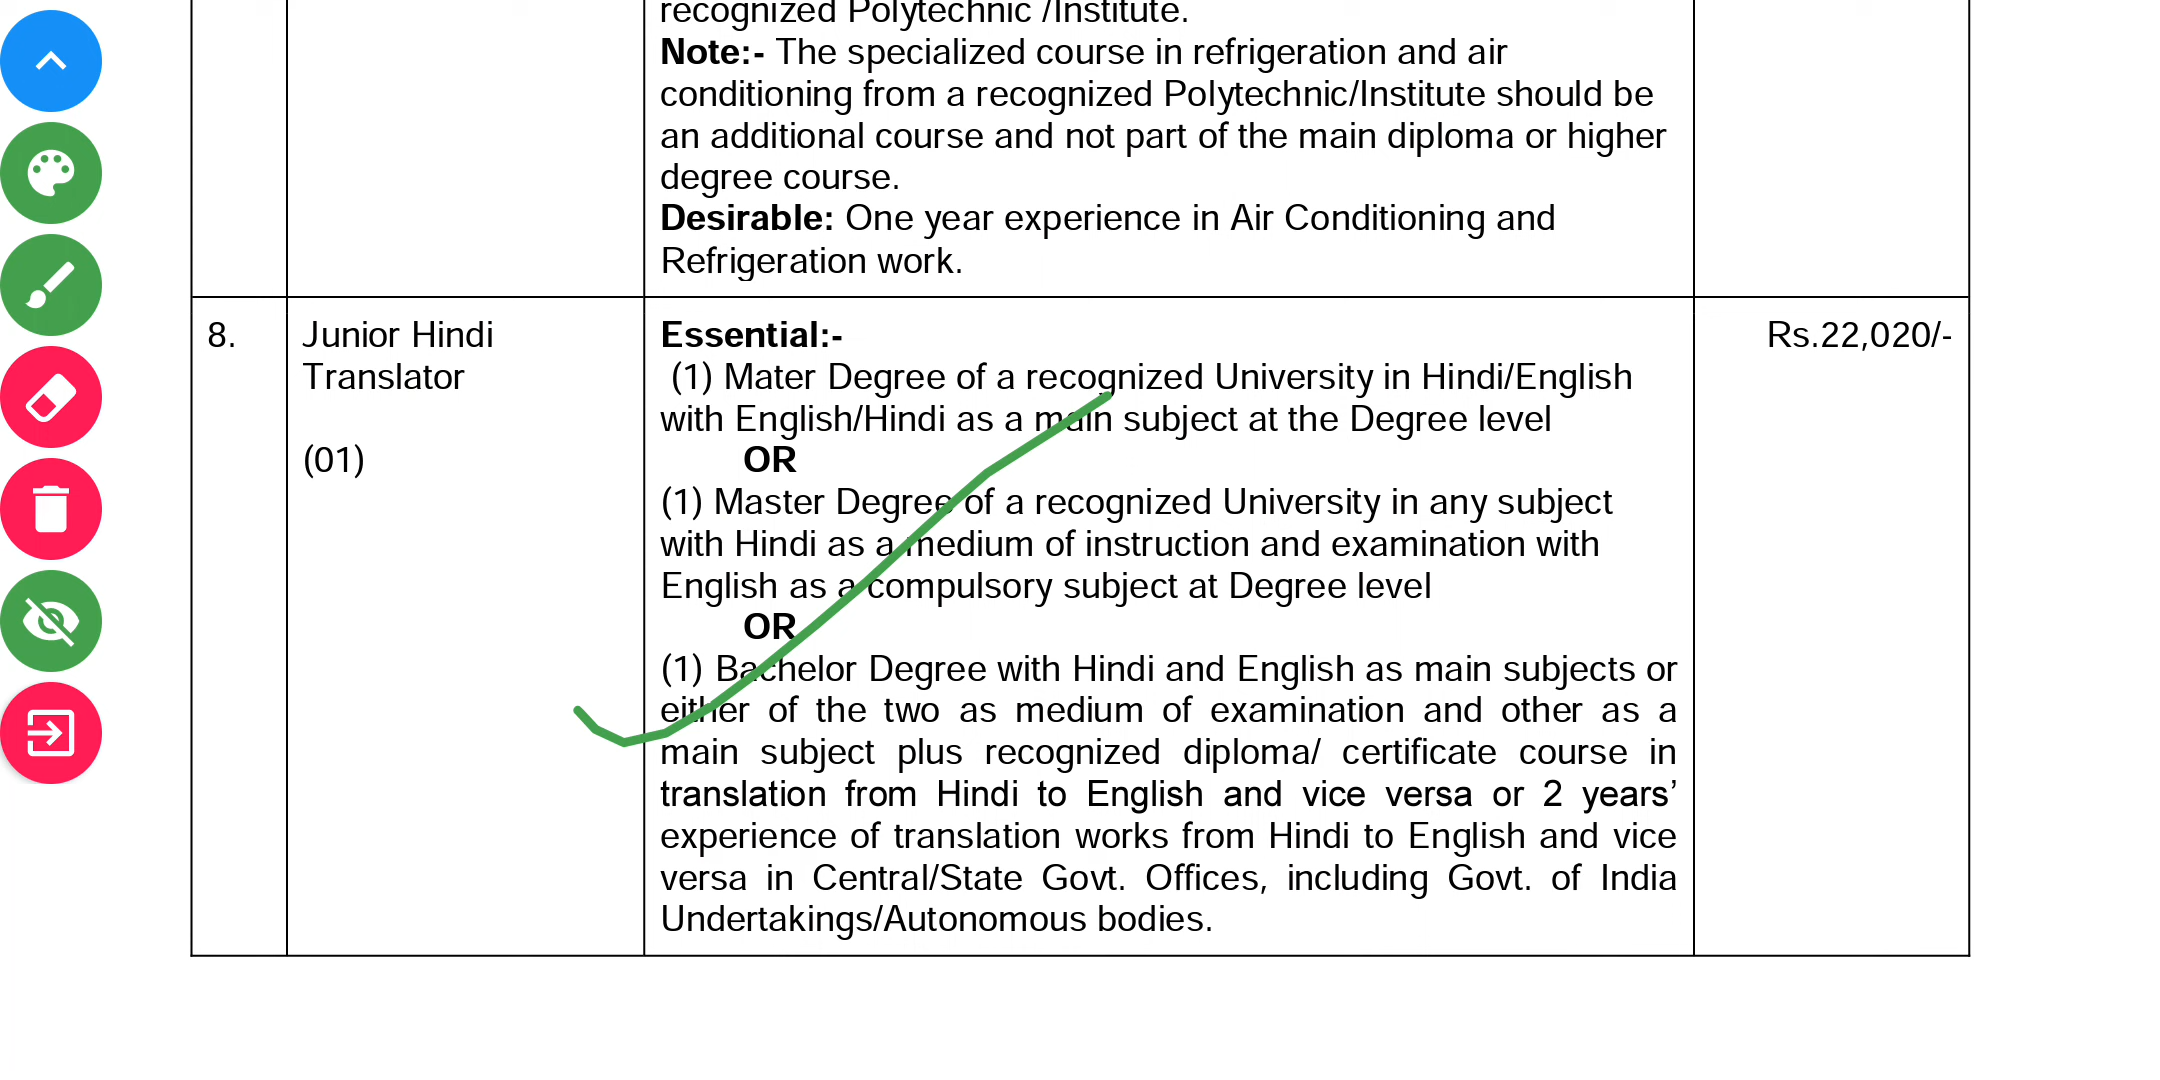 recognized Polytechnic /Institute.
Note:- The specialized course in refrigeration and air
conditioning from a recognized Polytechnic/Institute should be
an additional course and not part of the main diploma or higher
degree course.
Desirable: One year experience in Air Conditioning and
Refrigeration work.
8.
Junior Hindi
Translator
(01)
Essential:-
(1) Mater Degree of a recognized University in Hindi/English
with English/Hindi as a main subject at the Degree level
OR
(1) Master Degree of a recognized University in any subject
with Hindi as a medium of instruction and examination with
English as a compulsory subject at Degree level
OR
(1) Bachelor Degree with Hindi and English as main subjects or
either of the two as medium of examination and other as a
main subject plus recognized diploma/ certificate course in
translation from Hindi to English and vice versa or 2 years’
experience of translation works from Hindi to English and vice
versa in Central/State Govt. Offices, including Govt. of India
Undertakings/Autonomous bodies.
Rs.22,020/-